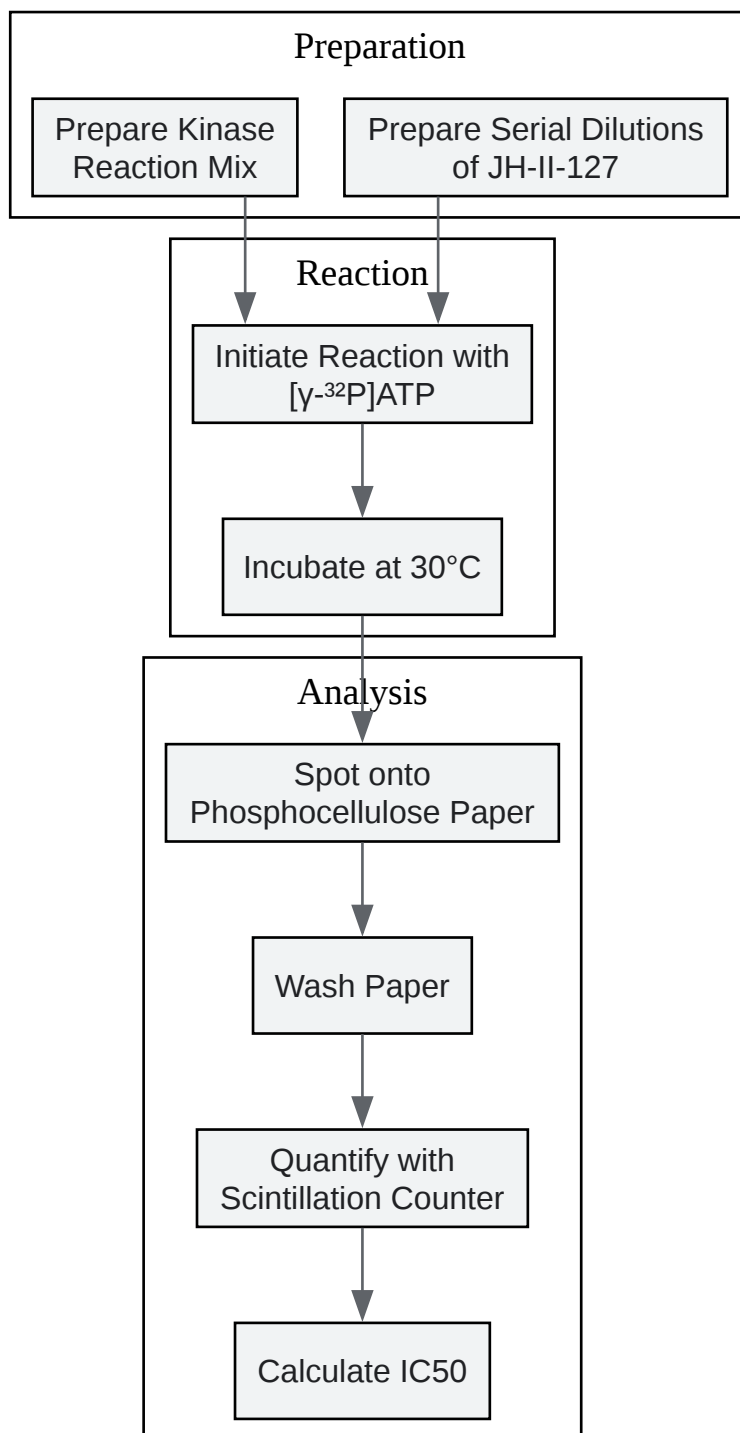 Preparation
Prepare Kinase
Reaction Mix
Prepare Serial Dilutions
of JH-II-127
Reaction
Initiate Reaction with
[γ-³²P]ATP
Incubate at 30°C
Analysis
Spot onto
Phosphocellulose Paper
Wash Paper
Quantify with
Scintillation Counter
Calculate IC50